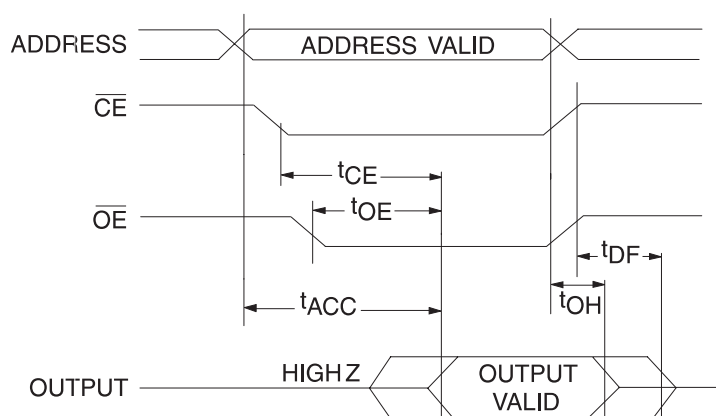 ADDRESS
ADDRESS VALID
CE
tCE
tOE
OE
tDF
tACC
tOH
HIGH Z
OUTPUT
OUTPUT
VALID